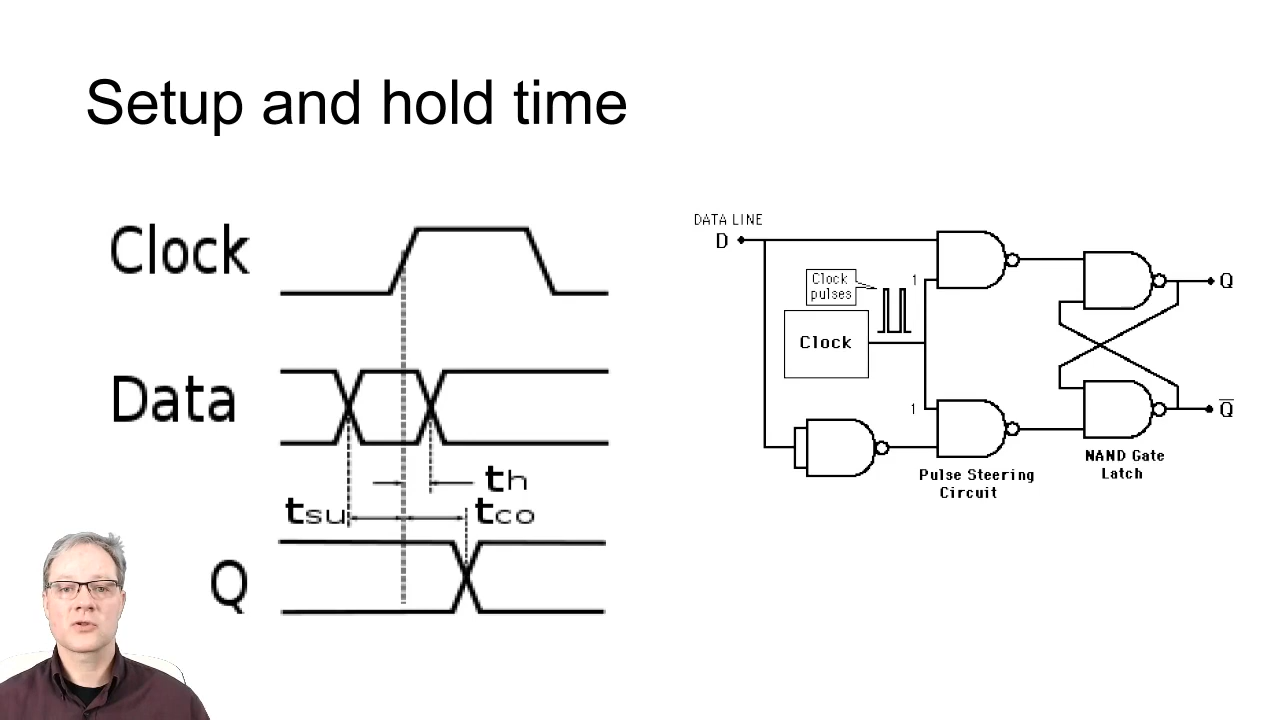 Setup and hold time
Clock
Data
th
tsu
tco
Q
DATA LINE
D
Clock
pulses
1
Clock
1
Q
Q̅
Pulse Steering
Circuit
NAND Gate
Latch